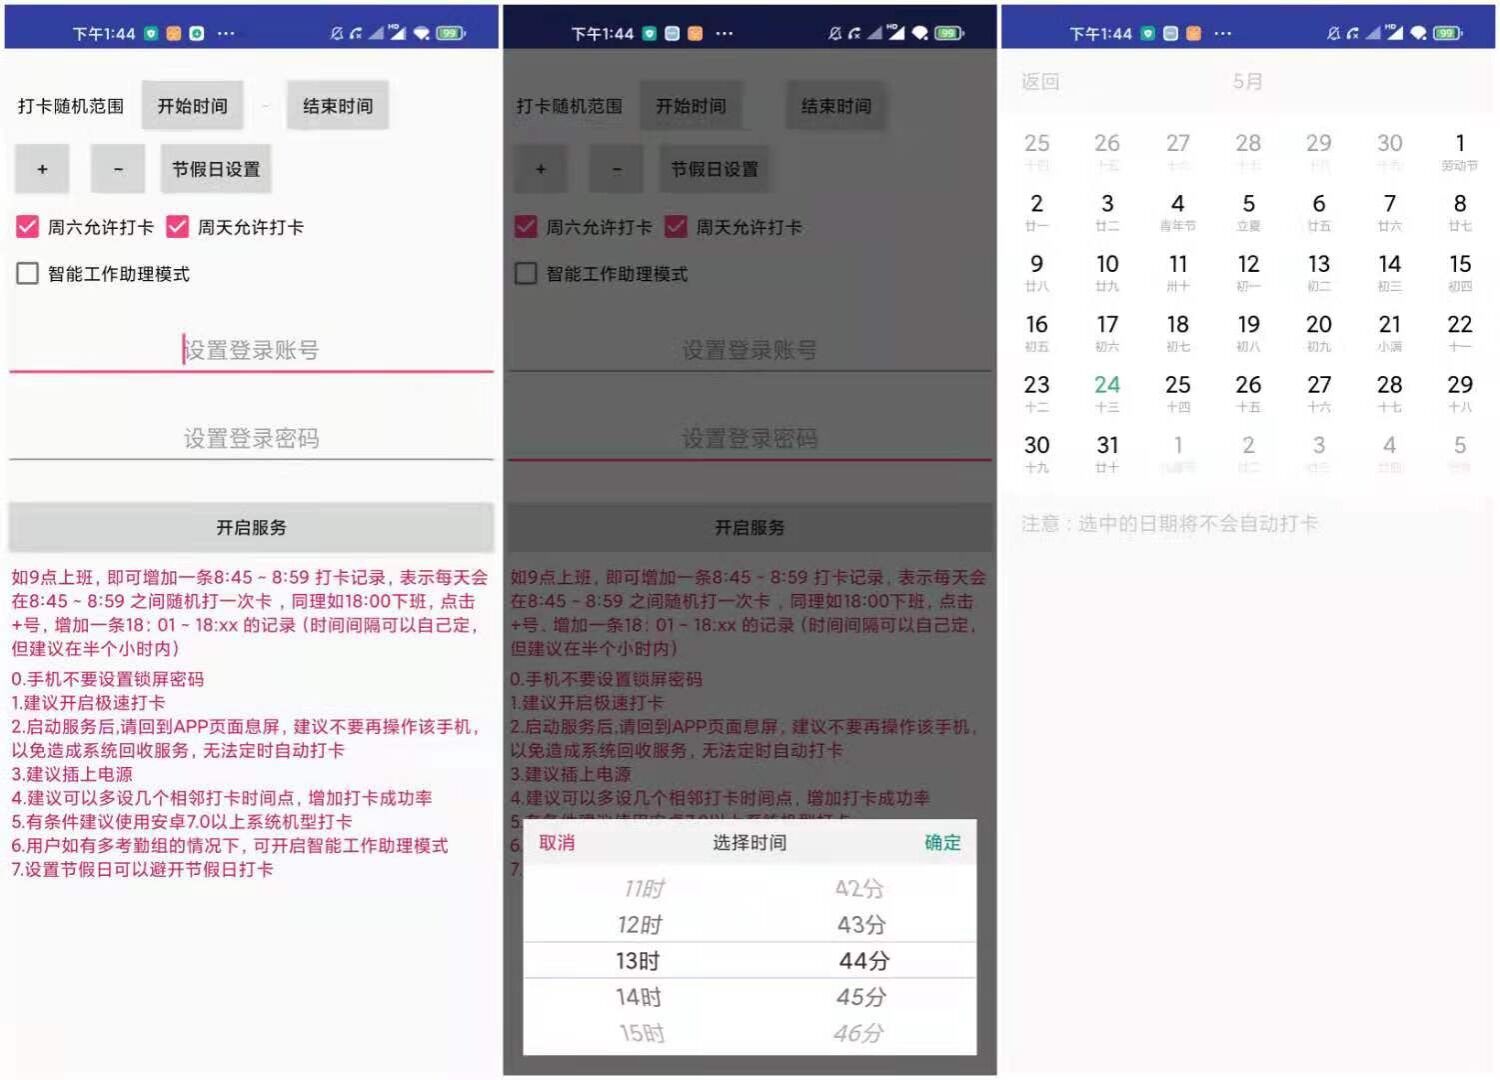 下午1:44 ···
HD 99
打卡随机范围 开始时间 - 结束时间
+ - 节假日设置
周六允许打卡 周天允许打卡
智能工作助理模式
设置登录账号
设置登录密码
开启服务
如9点上班, 即可增加一条8:45 ~ 8:59 打卡记录, 表示每天会
在8:45 ~ 8:59 之间随机打一次卡 , 同理如18:00下班, 点击
+号, 增加一条18: 01 ~ 18:xx 的记录 (时间间隔可以自己定,
但建议在半个小时内)
0.手机不要设置锁屏密码
1.建议开启极速打卡
2.启动服务后,请回到APP页面息屏, 建议不要再操作该手机,
以免造成系统回收服务, 无法定时自动打卡
3.建议插上电源
4.建议可以多设几个相邻打卡时间点, 增加打卡成功率
5.有条件建议使用安卓7.0以上系统机型打卡
6.用户如有多考勤组的情况下, 可开启智能工作助理模式
7.设置节假日可以避开节假日打卡
下午1:44 ···
HD 99
打卡随机范围 开始时间 结束时间
+ - 节假日设置
周六允许打卡 周天允许打卡
智能工作助理模式
设置登录账号
设置登录密码
开启服务
如9点上班, 即可增加一条8:45 ~ 8:59 打卡记录, 表示每天会
在8:45 ~ 8:59 之间随机打一次卡 , 同理如18:00下班, 点击
+号, 增加一条18: 01 ~ 18:xx 的记录 (时间间隔可以自己定,
但建议在半个小时内)
0.手机不要设置锁屏密码
1.建议开启极速打卡
2.启动服务后,请回到APP页面息屏, 建议不要再操作该手机,
以免造成系统回收服务, 无法定时自动打卡
3.建议插上电源
4.建议可以多设几个相邻打卡时间点, 增加打卡成功率
5.有条件建议使用安卓7.0以上系统机型打卡
6.
7.
取消 选择时间 确定
11时 42分
12时 43分
13时 44分
14时 45分
15时 46分
下午1:44 ···
HD 99
返回 5月
25 26 27 28 29 30 1
十四 十五 十六 十七 十八 十九 劳动节
2 3 4 5 6 7 8
廿一 廿二 青年节 立夏 廿五 廿六 廿七
9 10 11 12 13 14 15
廿八 廿九 卅十 初一 初二 初三 初四
16 17 18 19 20 21 22
初五 初六 初七 初八 初九 小满 十一
23 24 25 26 27 28 29
十二 十三 十四 十五 十六 十七 十八
30 31 1 2 3 4 5
十九 廿十 廿二 廿三 廿四
注意 : 选中的日期将不会自动打卡